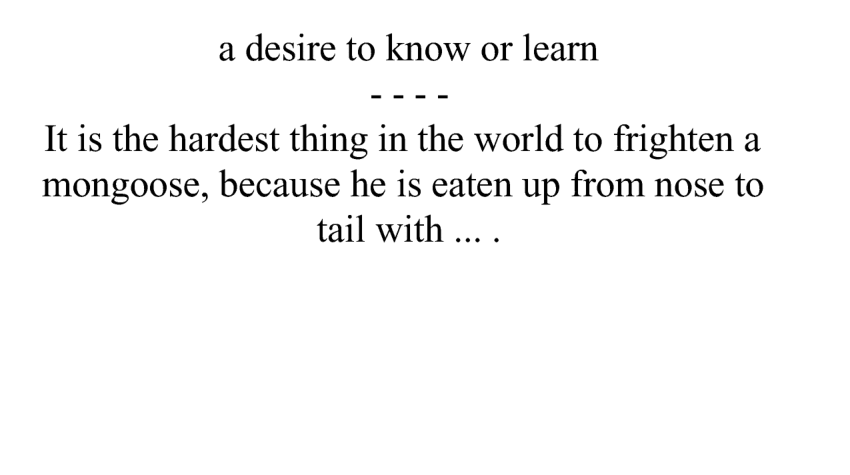 a desire to know or learn
- - - -
It is the hardest thing in the world to frighten a
mongoose, because he is eaten up from nose to
tail with ... .